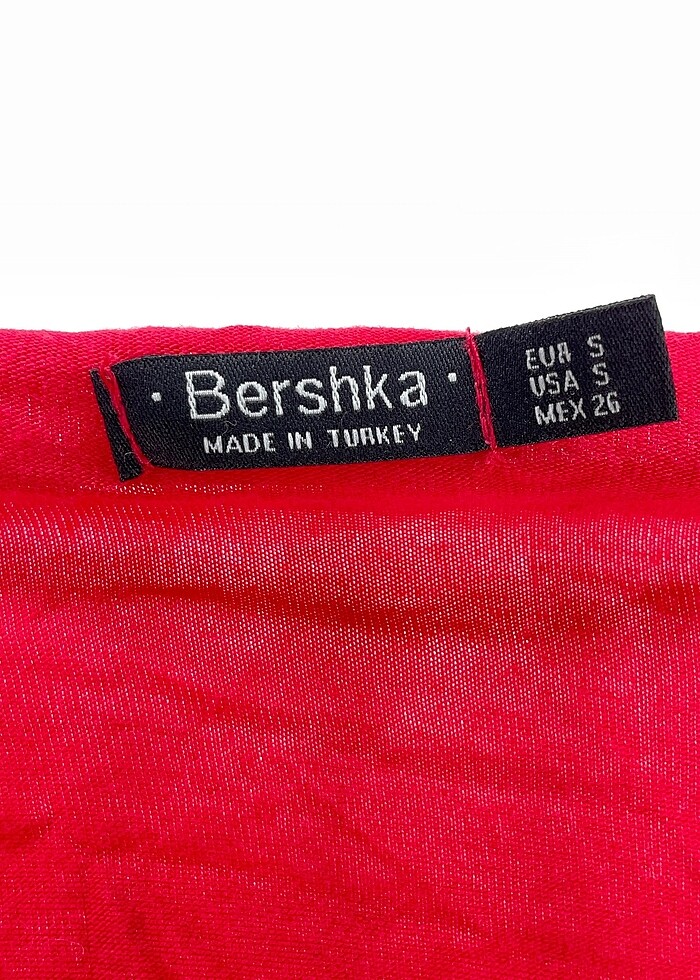 · Bershka ·
MADE IN TURKEY
EUR S
USA S
MEX 26